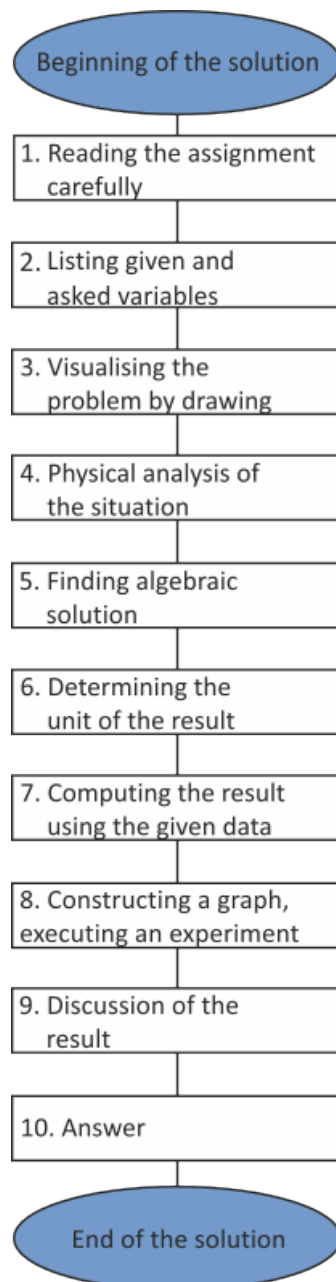 Beginning of the solution
1. Reading the assignment
carefully
2. Listing given and
asked variables
3. Visualising the
problem by drawing
4. Physical analysis of
the situation
5. Finding algebraic
solution
6. Determining the
unit of the result
7. Computing the result
using the given data
8. Constructing a graph,
executing an experiment
9. Discussion of the
result
10. Answer
End of the solution